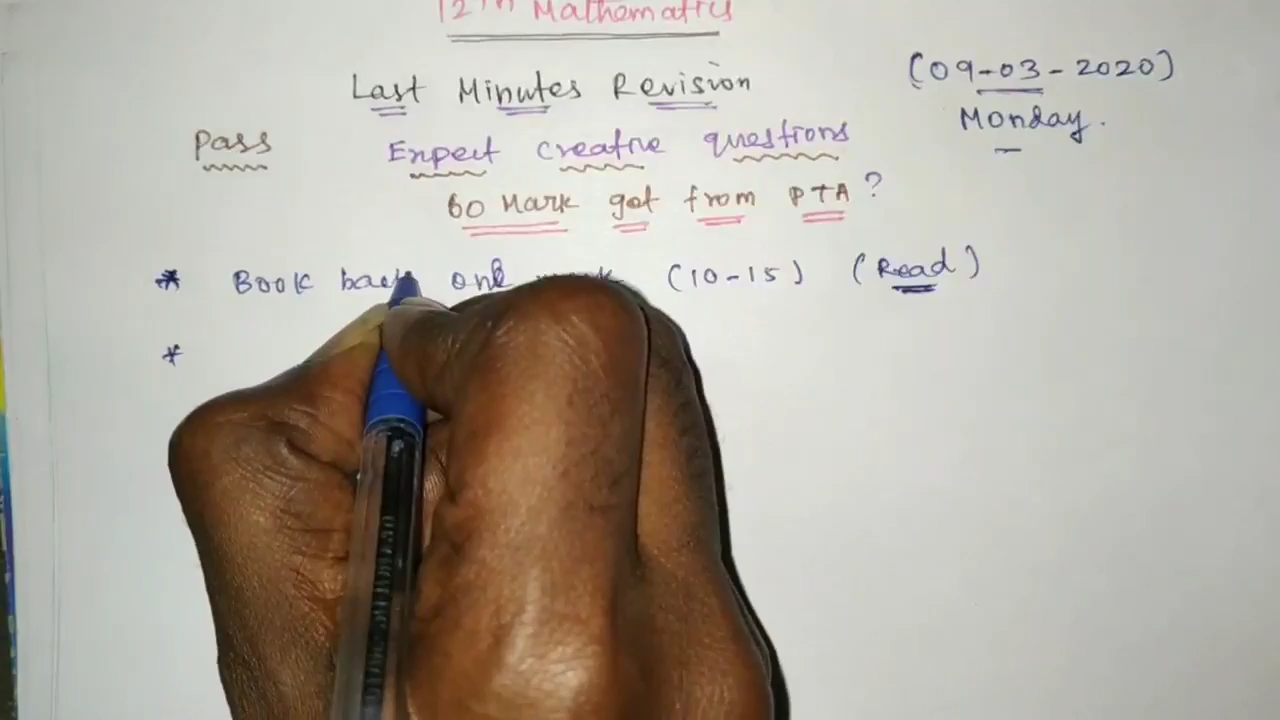 12th Mathematics
(09-03-2020)
Last Minutes Revision
Monday.
Pass
Expect creative questions
60 Mark got from PTA?
* Book back one mark (10-15) (Read)
*